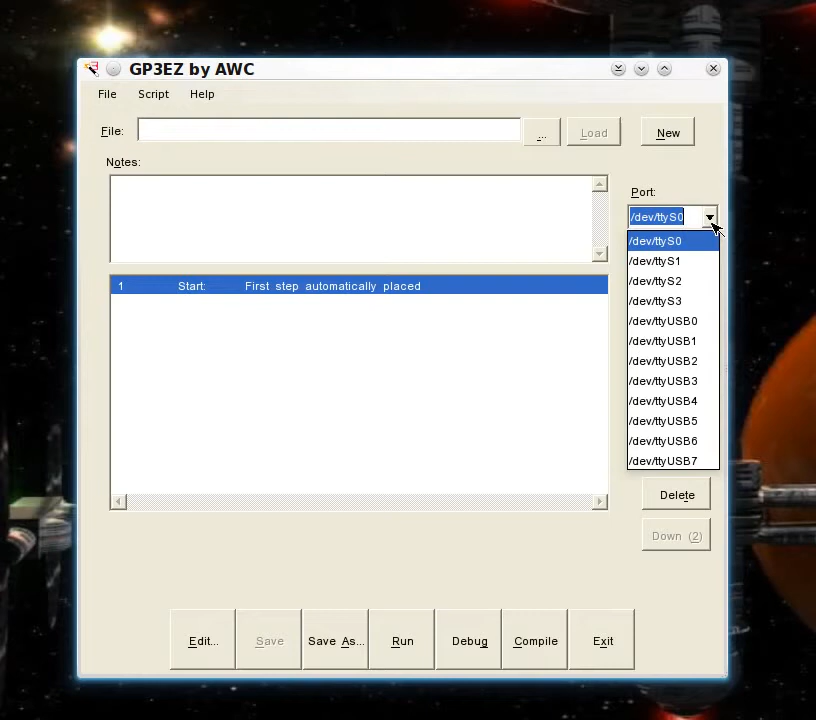 GP3EZ by AWC
File Script Help
File: ... Load New
Notes:
Port:
/dev/ttyS0
/dev/ttyS0
/dev/ttyS1
/dev/ttyS2
/dev/ttyS3
/dev/ttyUSB0
/dev/ttyUSB1
/dev/ttyUSB2
/dev/ttyUSB3
/dev/ttyUSB4
/dev/ttyUSB5
/dev/ttyUSB6
/dev/ttyUSB7
1 Start: First step automatically placed
Delete
Down (2)
Edit... Save Save As... Run Debug Compile Exit